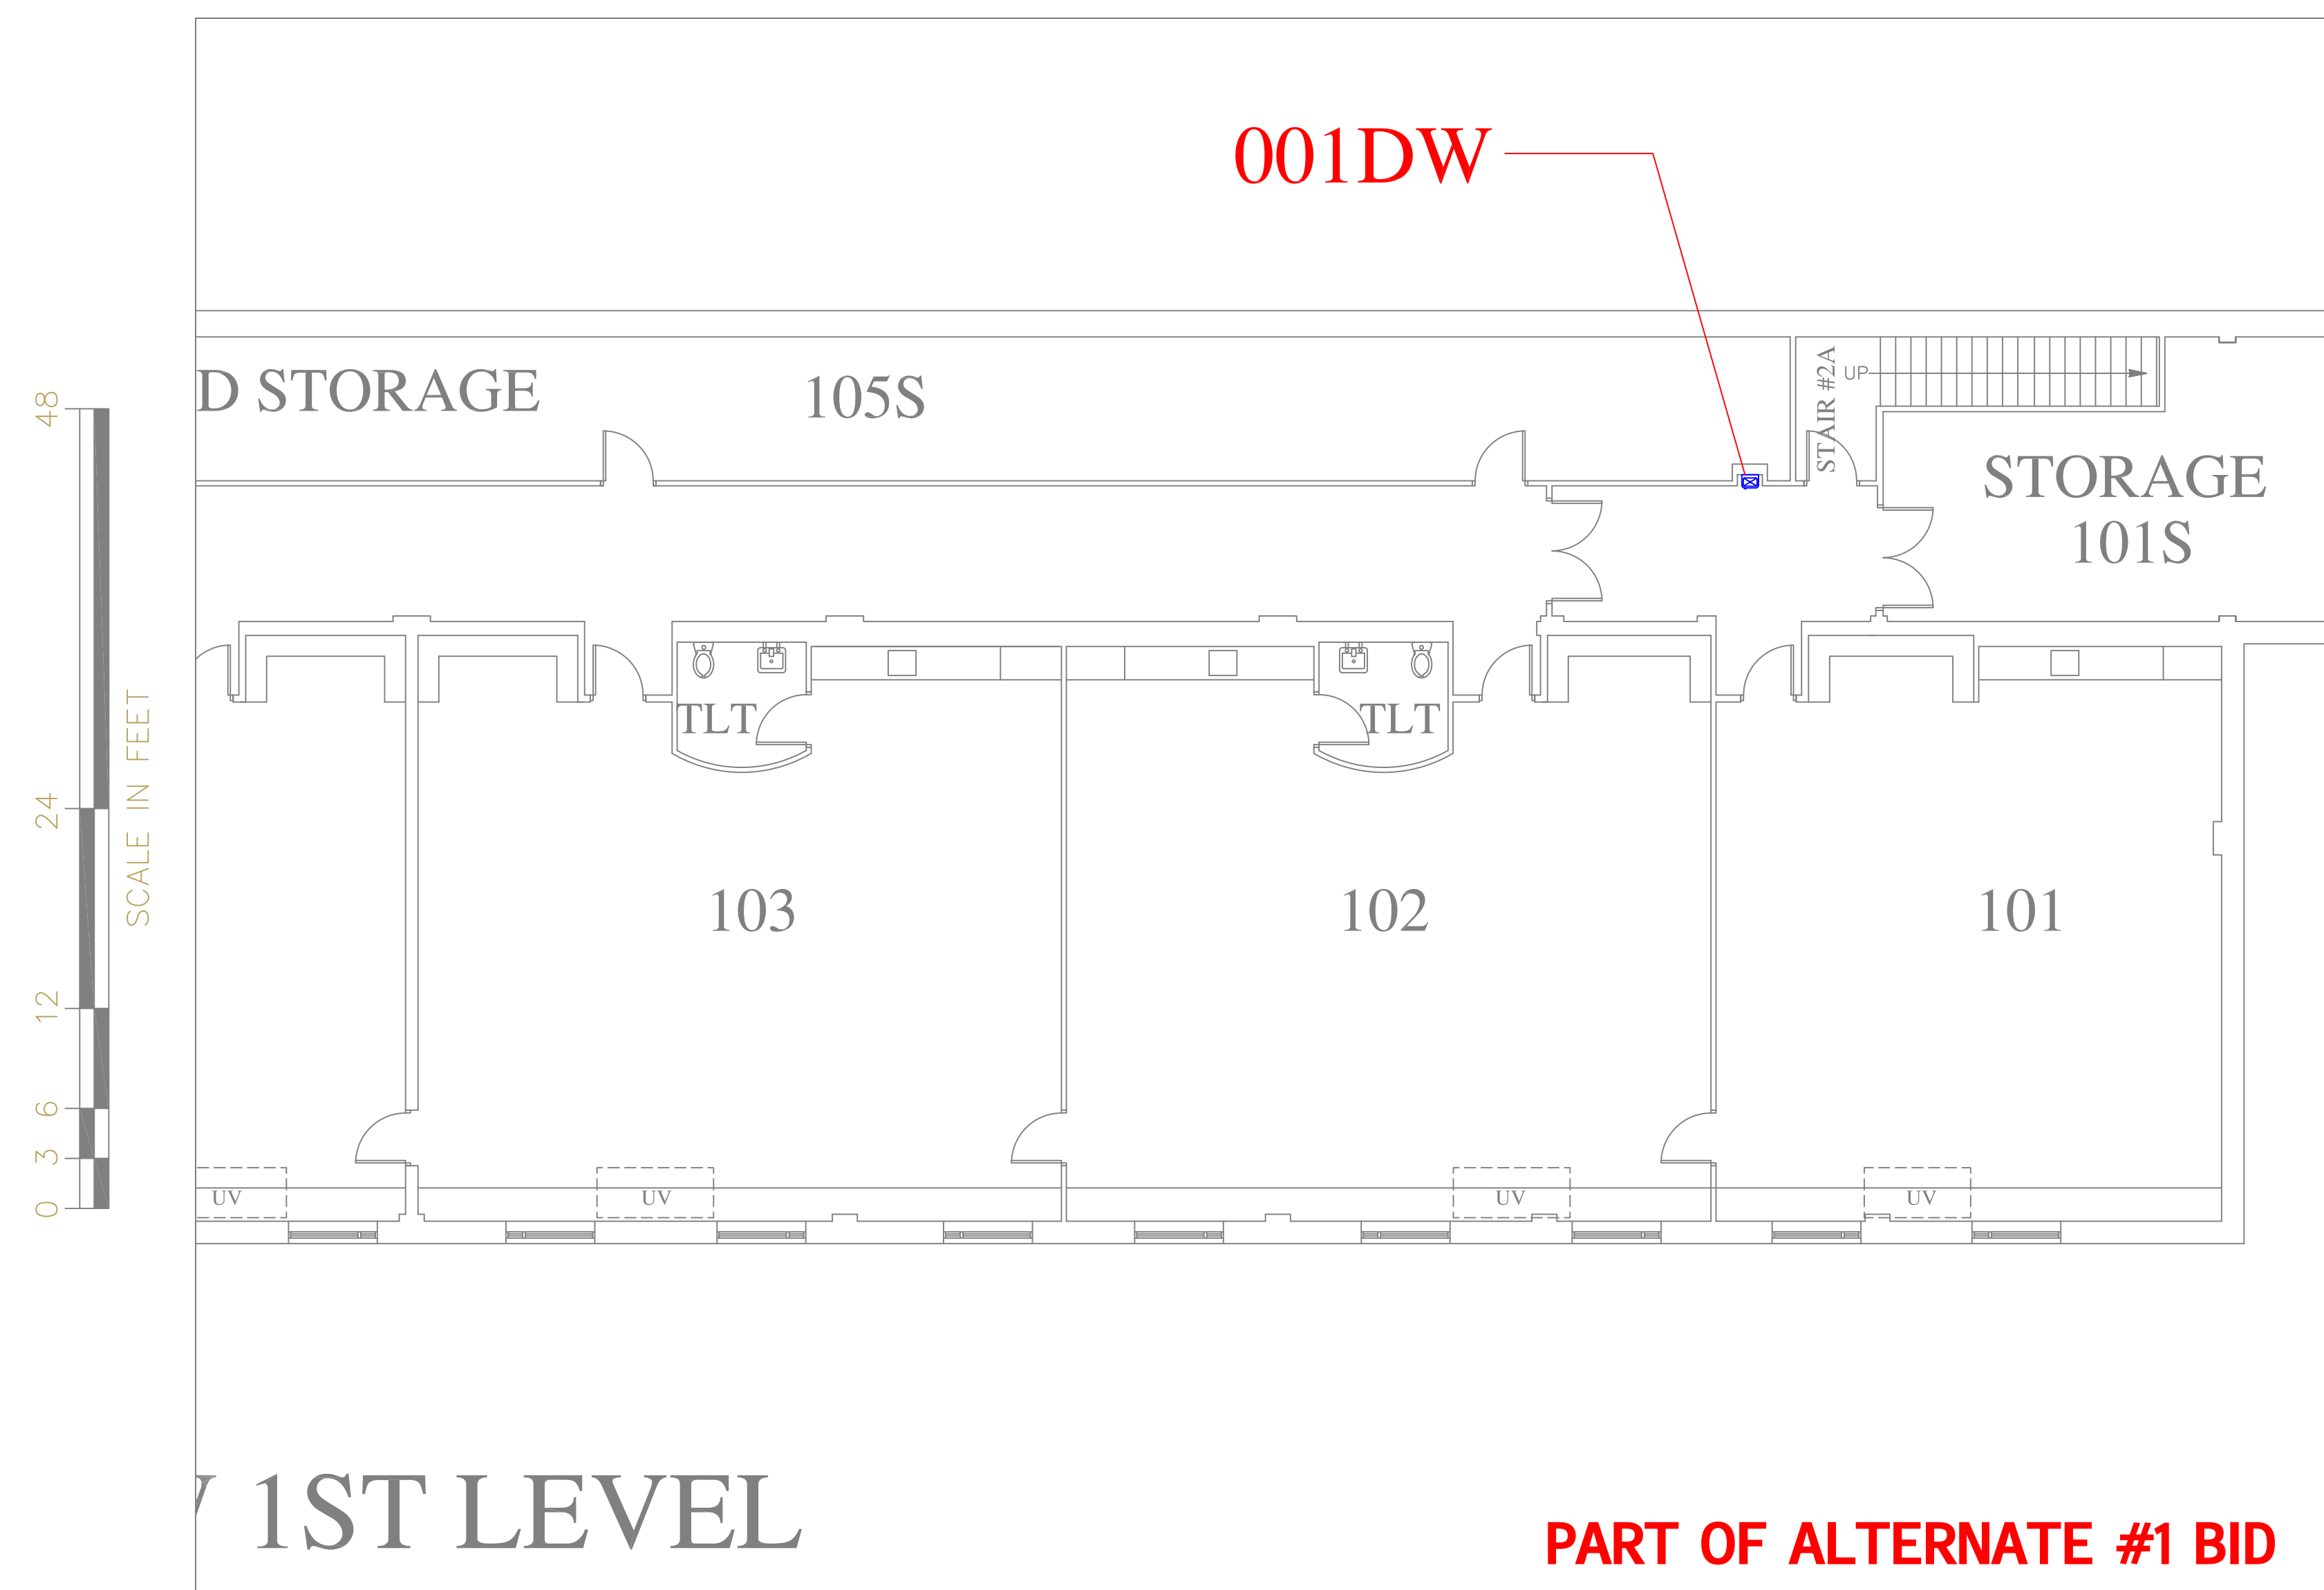 001DW
D STORAGE
105S
STAIR #2A
UP
STORAGE
101S
48
24
12
6
3
0
SCALE IN FEET
TLT
TLT
103
102
101
UV
UV
UV
UV
1ST LEVEL
PART OF ALTERNATE #1 BID